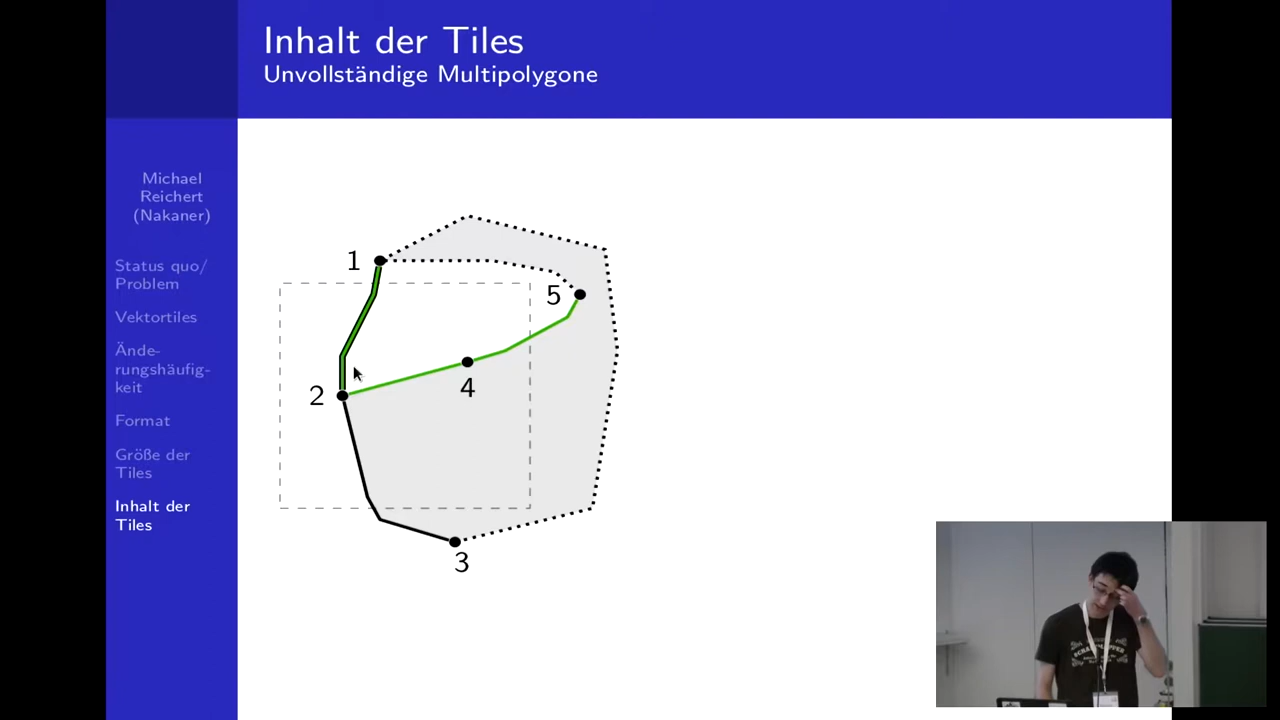 Inhalt der Tiles
Unvollständige Multipolygone
Michael
Reichert
(Nakaner)
Status quo/
Problem
Vektortiles
Ände-
rungshäufig-
keit
Format
Größe der
Tiles
Inhalt der
Tiles
1
5
4
2
3